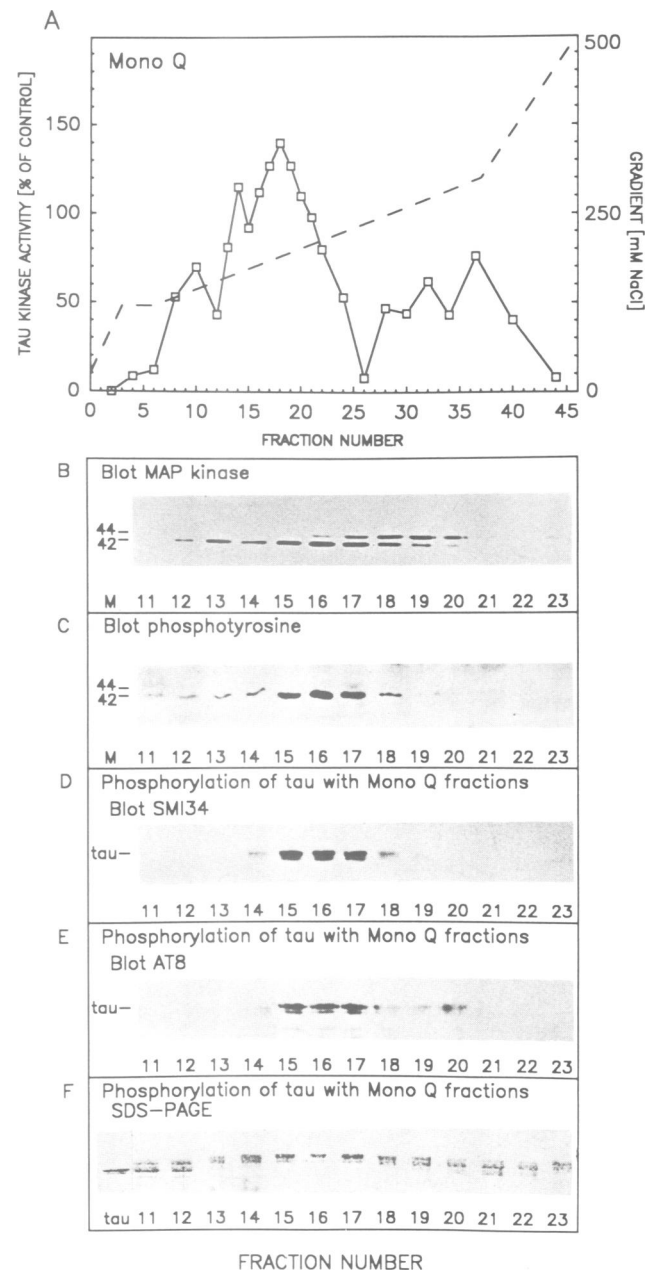 A
Mono Q
TAU KINASE ACTIVITY [% OF CONTROL]
150
100
50
0
500
250
0
GRADIENT [mM NaCl]
0 5 10 15 20 25 30 35 40 45
FRACTION NUMBER
B Blot MAP kinase
44
42
M 11 12 13 14 15 16 17 18 19 20 21 22 23
C Blot phosphotyrosine
44
42
M 11 12 13 14 15 16 17 18 19 20 21 22 23
D Phosphorylation of tau with Mono Q fractions
Blot SMI34
tau
11 12 13 14 15 16 17 18 19 20 21 22 23
E Phosphorylation of tau with Mono Q fractions
Blot AT8
tau
11 12 13 14 15 16 17 18 19 20 21 22 23
F Phosphorylation of tau with Mono Q fractions
SDS-PAGE
tau 11 12 13 14 15 16 17 18 19 20 21 22 23
FRACTION NUMBER